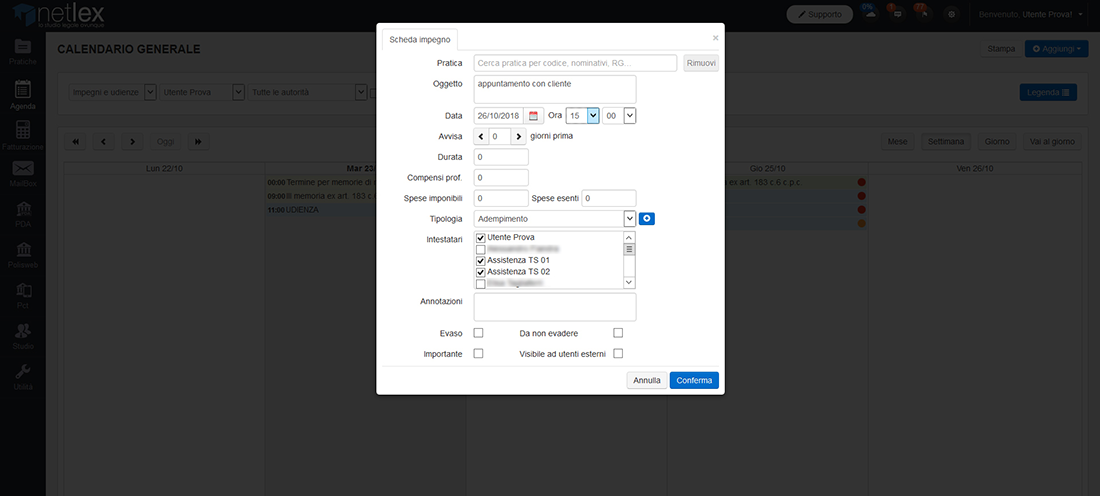 netlex
lo studio legale ovunque
Supporto
0%
1
77
Benvenuto, Utente Prova!
CALENDARIO GENERALE
Stampa
Aggiungi
Impegni e udienze
Utente Prova
Tutte le autorità
Legenda
Oggi
Mese
Settimana
Giorno
Vai al giorno
Lun 22/10
Mar 23/
Gio 25/10
Ven 26/10
00:00 Termine per memorie di
09:00 III memoria ex art. 183 c
11:00 UDIENZA
ex art. 183 c.6 c.p.c.
Pratiche
Agenda
Fatturazione
MailBox
PDA
Polisweb
Pct
Studio
Utilità
Scheda impegno
×
Pratica
Cerca pratica per codice, nominativi, RG...
Rimuovi
Oggetto
appuntamento con cliente
Data
26/10/2018
Ora
15
00
Avvisa
0
giorni prima
Durata
0
Compensi prof.
0
Spese imponibili
0
Spese esenti
0
Tipologia
Adempimento
Intestatari
Utente Prova
Assistenza TS 01
Assistenza TS 02
Annotazioni
Evaso
Da non evadere
Importante
Visibile ad utenti esterni
Annulla
Conferma